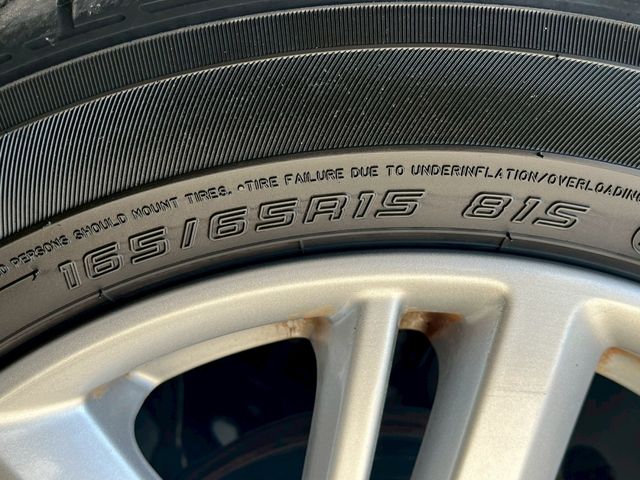 PERSONS SHOULD MOUNT TIRES. •TIRE FAILURE DUE TO UNDERINFLATION/OVERLOADING
165/65R15 81S